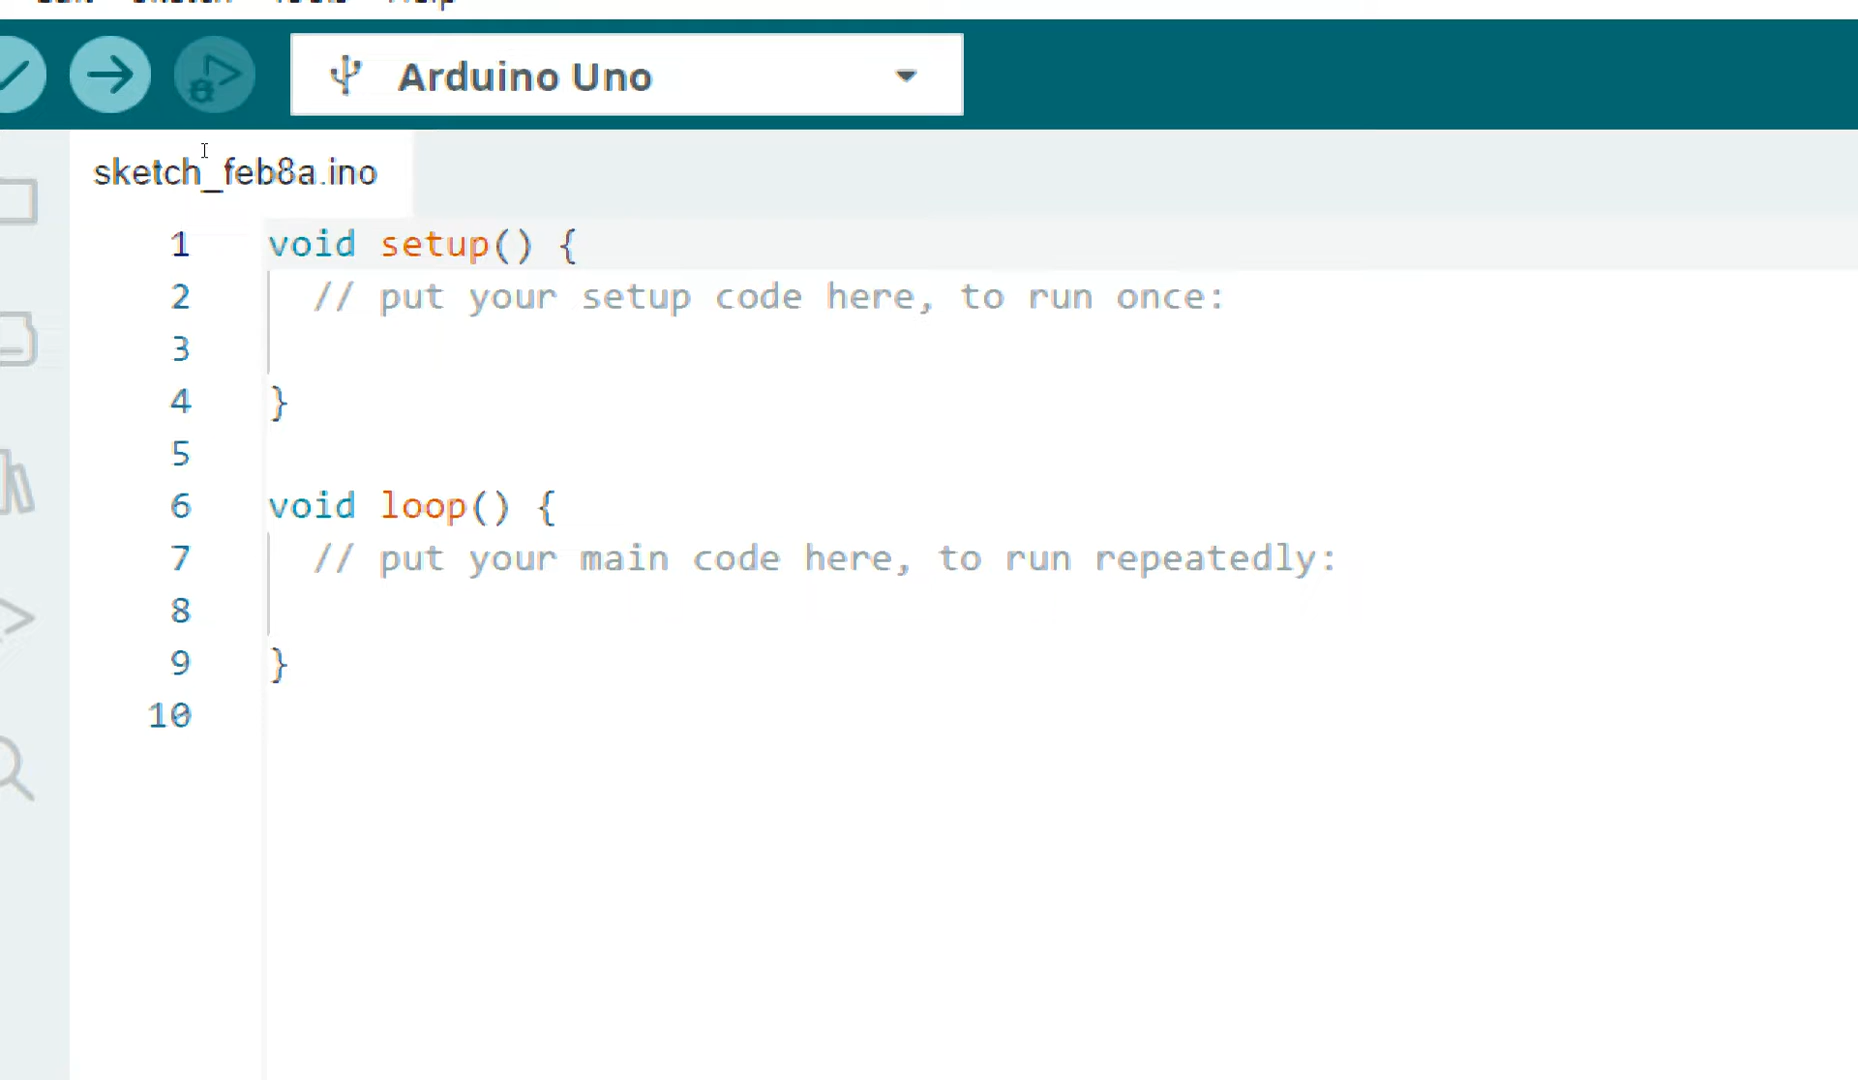 Arduino Uno
sketch_feb8a.ino
1 void setup() {
2 // put your setup code here, to run once:
3
4 }
5
6 void loop() {
7 // put your main code here, to run repeatedly:
8
9 }
10